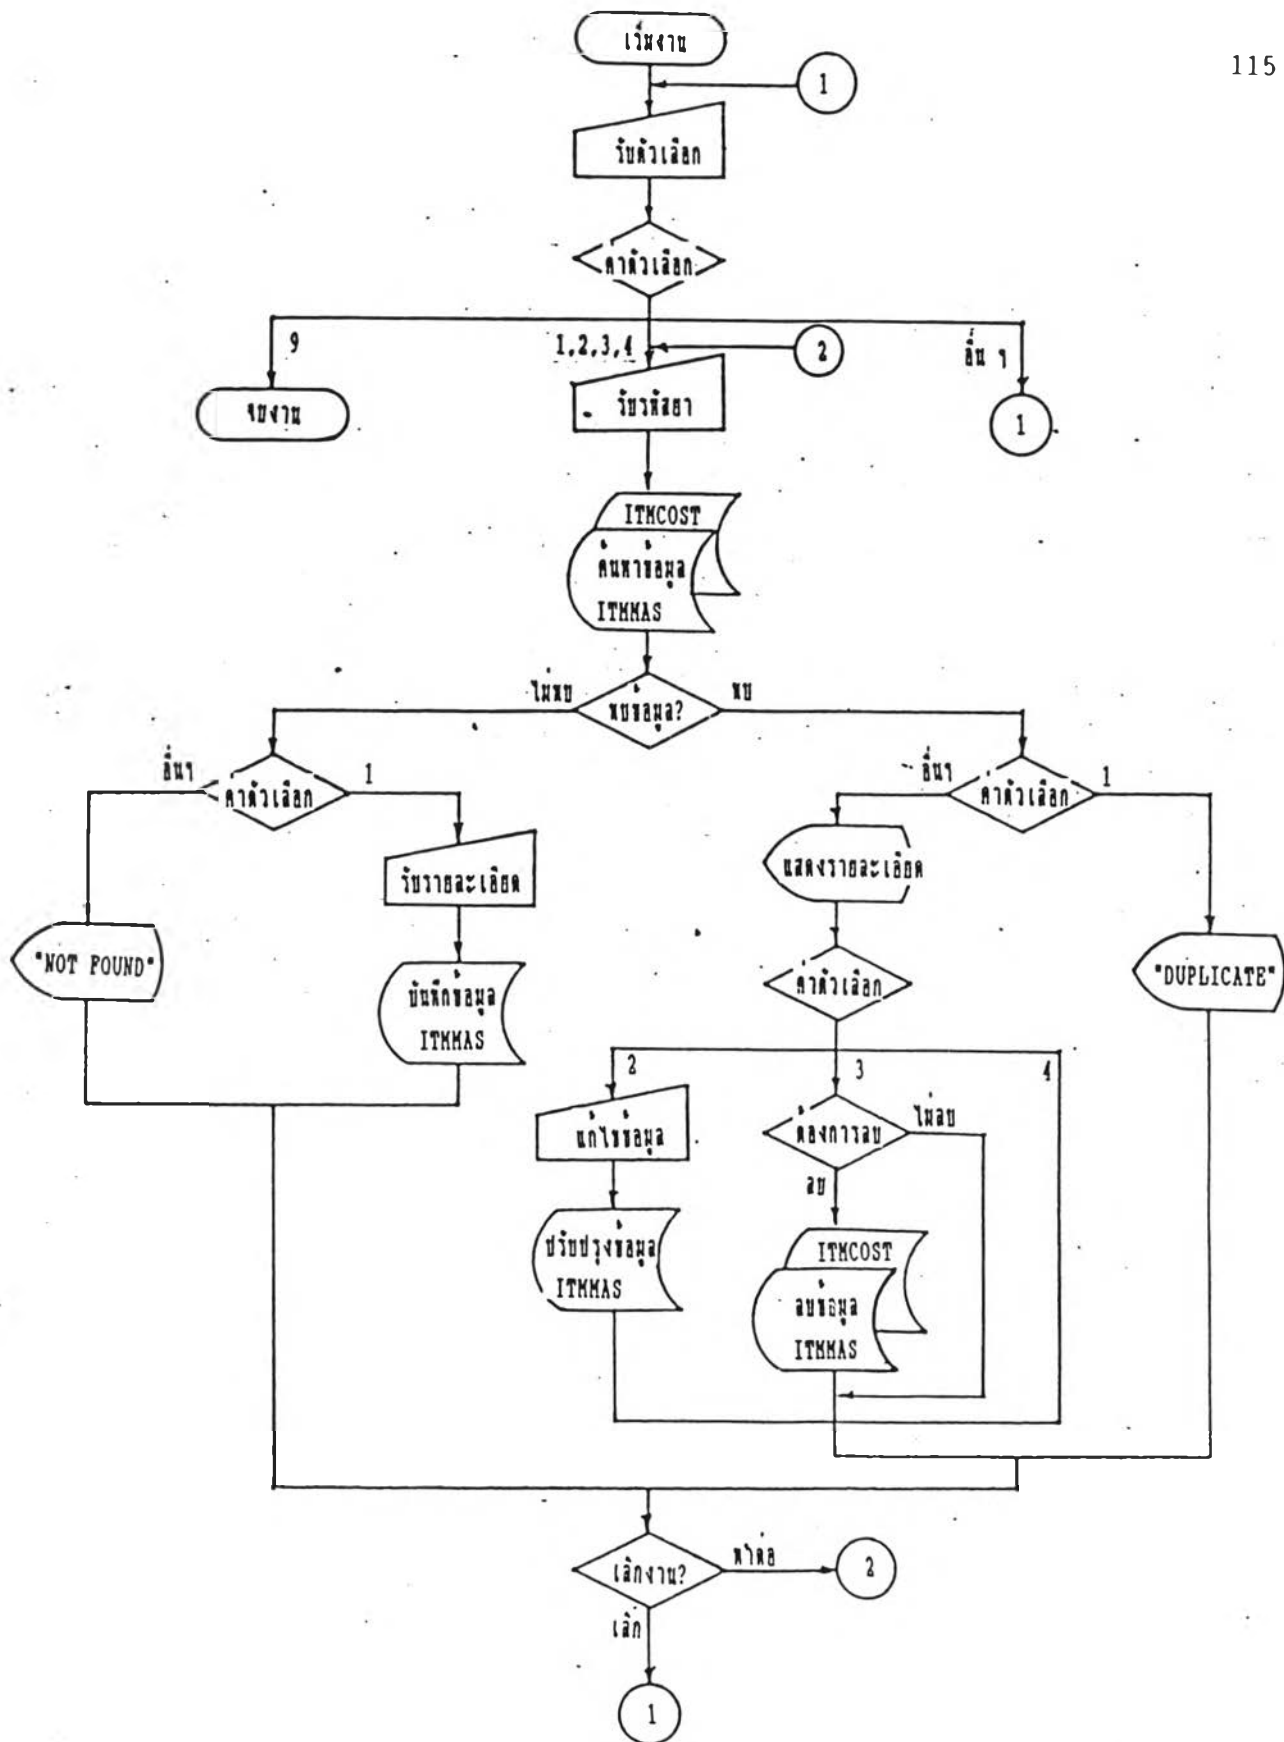 115
เริ่มงาน
1
รับตัวเลือก
ค่าตัวเลือก
9
1,2,3,4
2
อื่น ๆ
จบงาน
รับรหัสยา
1
ITMCOST
ค้นหาข้อมูล
ITMMAS
ไม่พบ
พบข้อมูล?
พบ
อื่นๆ
ค่าตัวเลือก
1
อื่นๆ
ค่าตัวเลือก
1
รับรายละเอียด
แสดงรายละเอียด
"NOT FOUND"
บันทึกข้อมูล
ITMMAS
ค่าตัวเลือก
"DUPLICATE"
2
3
4
แก้ไขข้อมูล
ต้องการลบ
ไม่ลบ
ลบ
ปรับปรุงข้อมูล
ITMMAS
ITMCOST
ลบข้อมูล
ITMMAS
เลิกงาน?
ทำต่อ
2
เลิก
1